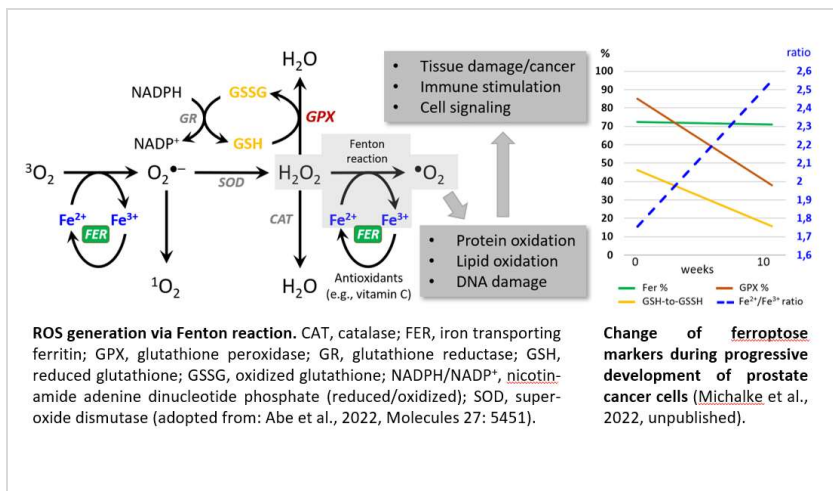 H₂O
NADPH
GSSG
GR
GPX
NADP⁺
GSH
Fenton
reaction
³O₂
O₂•−
SOD
H₂O₂
•O₂
Fe²⁺
Fe³⁺
FER
CAT
Fe²⁺
Fe³⁺
FER
¹O₂
H₂O
Antioxidants
(e.g., vitamin C)
• Tissue damage/cancer
• Immune stimulation
• Cell signaling
• Protein oxidation
• Lipid oxidation
• DNA damage
ROS generation via Fenton reaction. CAT, catalase; FER, iron transporting
ferritin; GPX, glutathione peroxidase; GR, glutathione reductase; GSH,
reduced glutathione; GSSG, oxidized glutathione; NADPH/NADP⁺, nicotin-
amide adenine dinucleotide phosphate (reduced/oxidized); SOD, super-
oxide dismutase (adopted from: Abe et al., 2022, Molecules 27: 5451).
% ratio
100 2,6
90 2,5
80 2,4
70 2,3
60 2,2
50 2,1
40 2
30 1,9
20 1,8
10 1,7
0 1,6
0 weeks 10
Fer % GPX %
GSH-to-GSSH Fe²⁺/Fe³⁺ ratio
Change of ferroptose
markers during progressive
development of prostate
cancer cells (Michalke et al.,
2022, unpublished).